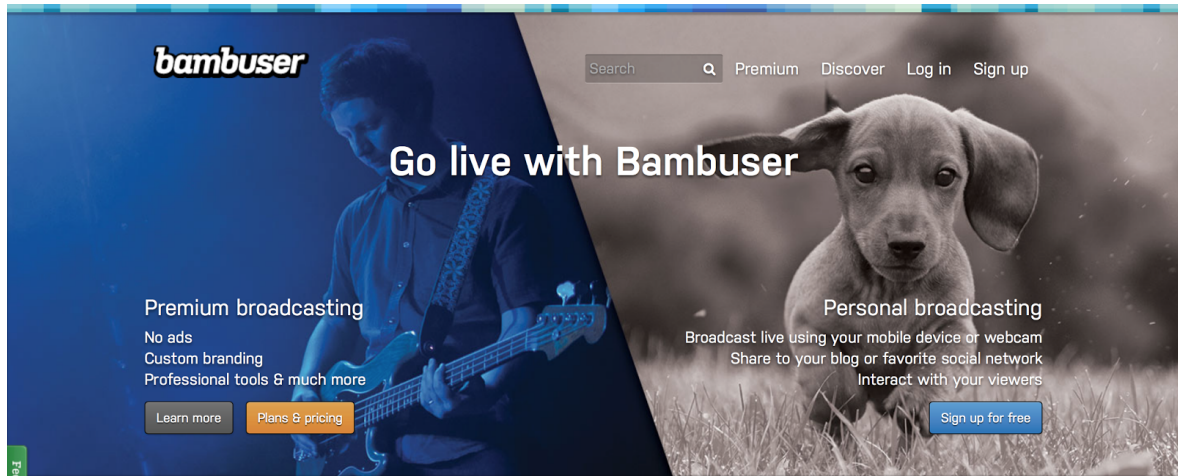 bambuser
Search
Premium
Discover
Log in
Sign up
Go live with Bambuser
Premium broadcasting
No ads
Custom branding
Professional tools & much more
Learn more
Plans & pricing
Personal broadcasting
Broadcast live using your mobile device or webcam
Share to your blog or favorite social network
Interact with your viewers
Sign up for free